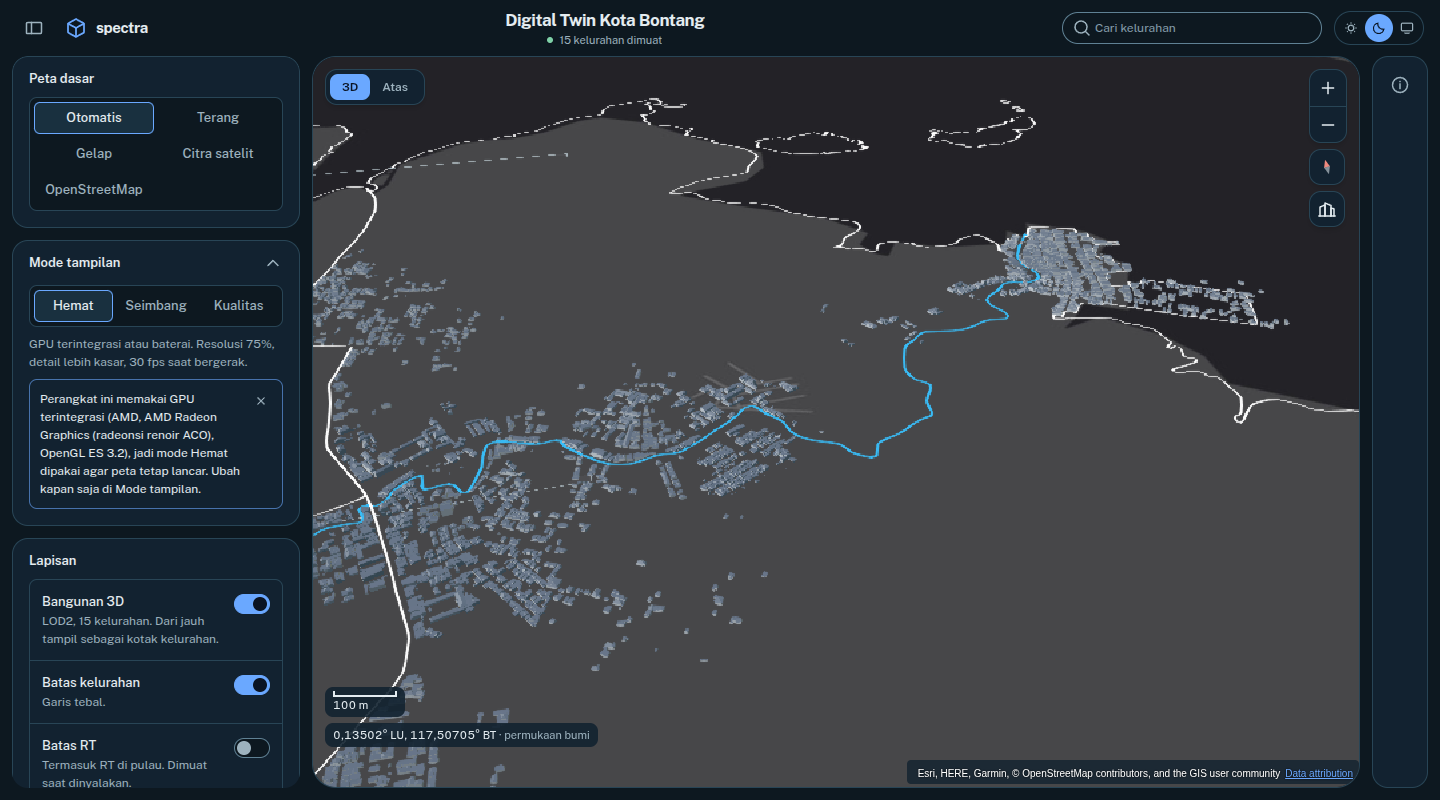 spectra
Digital Twin Kota Bontang
15 kelurahan dimuat
Cari kelurahan
Peta dasar
Otomatis
Terang
Gelap
Citra satelit
OpenStreetMap
Mode tampilan
Hemat
Seimbang
Kualitas
GPU terintegrasi atau baterai. Resolusi 75%,
detail lebih kasar, 30 fps saat bergerak.
Perangkat ini memakai GPU
terintegrasi (AMD, AMD Radeon
Graphics (radeonsi renoir ACO),
OpenGL ES 3.2), jadi mode Hemat
dipakai agar peta tetap lancar. Ubah
kapan saja di Mode tampilan.
Lapisan
Bangunan 3D
LOD2, 15 kelurahan. Dari jauh
tampil sebagai kotak kelurahan.
Batas kelurahan
Garis tebal.
Batas RT
Termasuk RT di pulau. Dimuat
saat dinyalakan.
3D
Atas
100 m
0,13502° LU, 117,50705° BT · permukaan bumi
Esri, HERE, Garmin, © OpenStreetMap contributors, and the GIS user community Data attribution